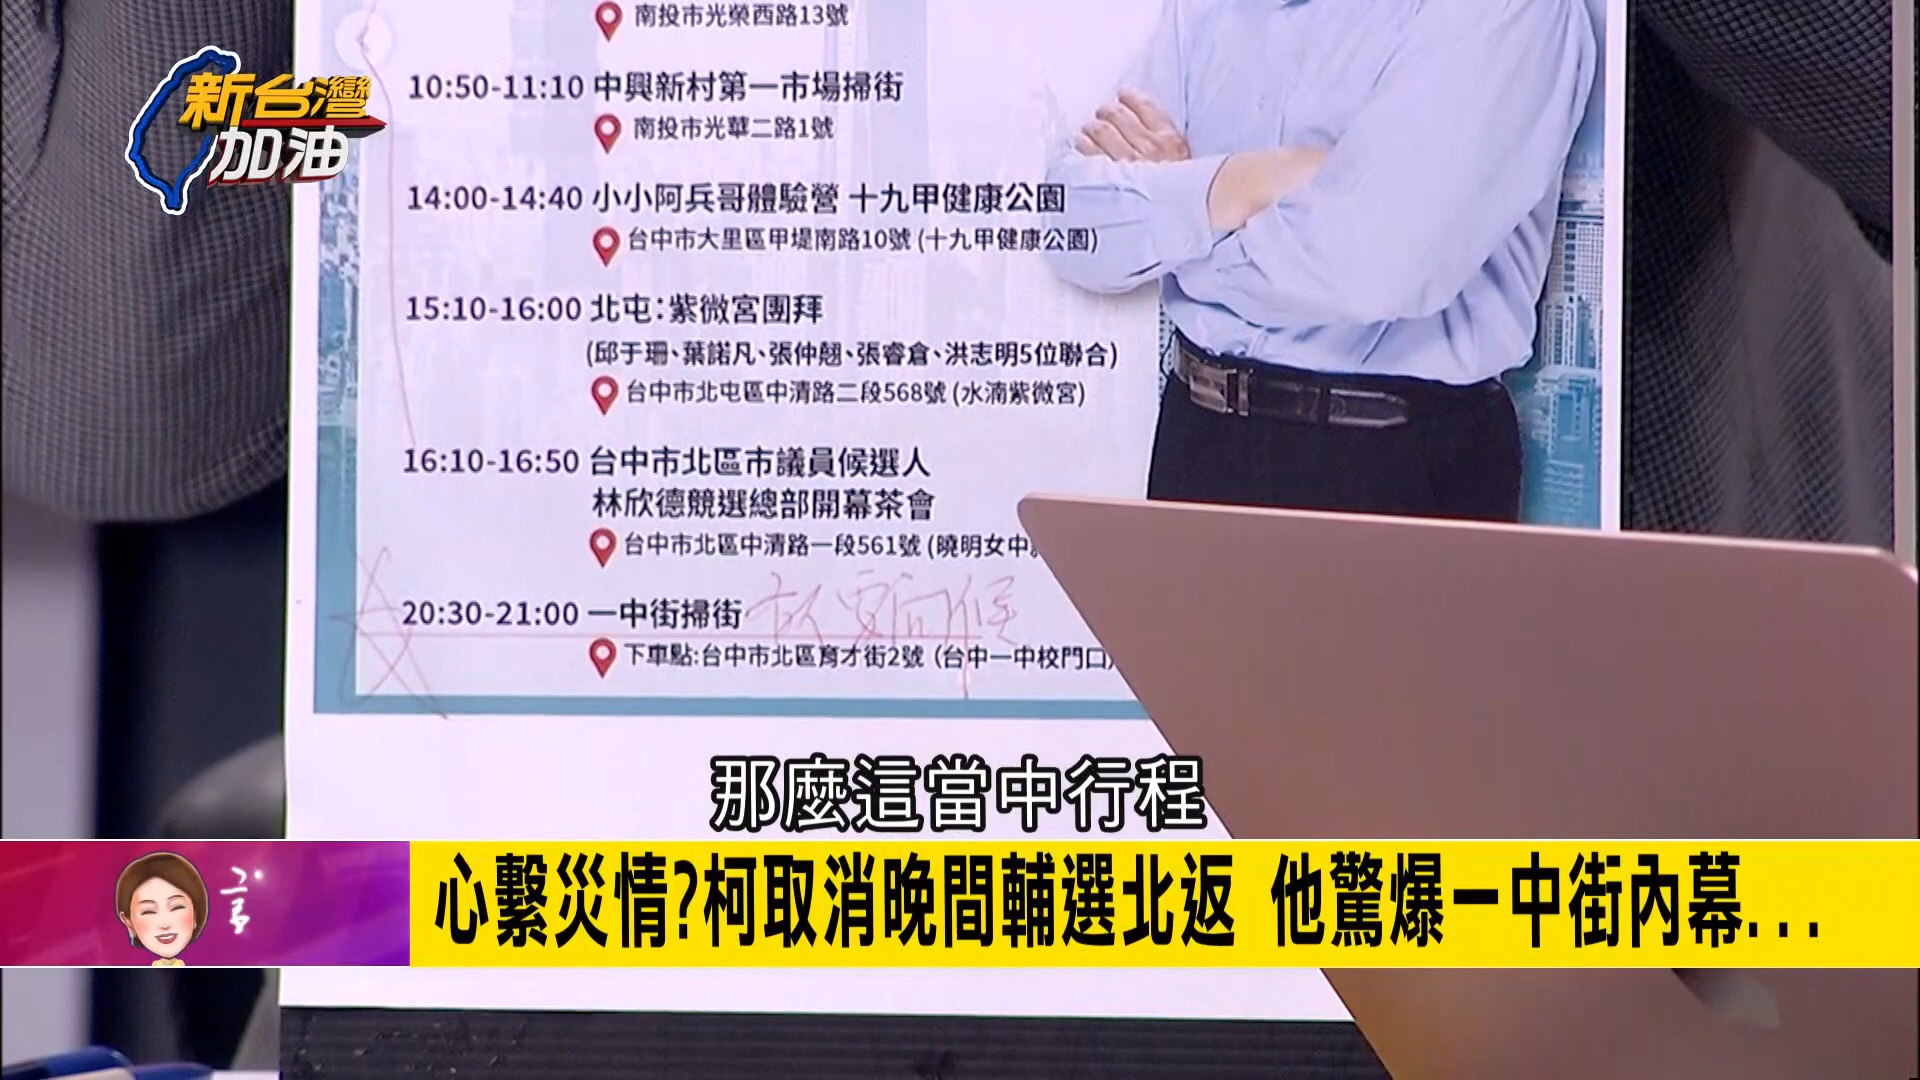 新台灣
加油
南投市光榮西路13號
10:50-11:10 中興新村第一市場掃街
南投市光華二路1號
14:00-14:40 小小阿兵哥體驗營 十九甲健康公園
台中市大里區甲堤南路10號 (十九甲健康公園)
15:10-16:00 北屯:紫微宮團拜
(邱于珊、葉諾凡、張仲翹、張睿倉、洪志明5位聯合)
台中市北屯區中清路二段568號 (水湳紫微宮)
16:10-16:50 台中市北區市議員候選人
林欣德競選總部開幕茶會
台中市北區中清路一段561號 (曉明女中
20:30-21:00 一中街掃街
下車點:台中市北區育才街2號 (台中一中校門口)
那麼這當中行程
心繫災情?柯取消晚間輔選北返 他驚爆一中街內幕...